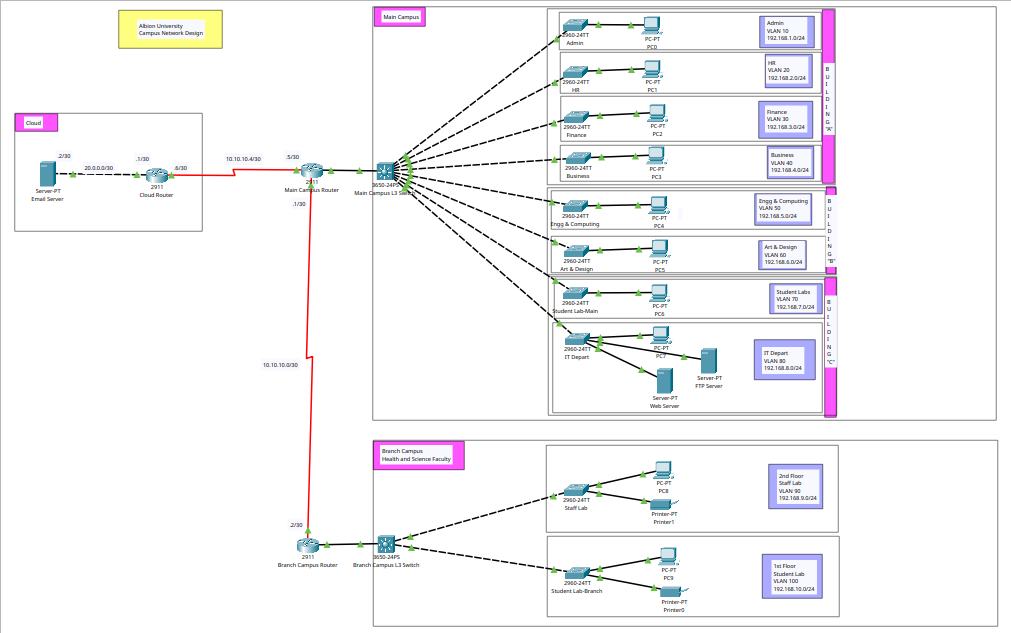 Albion University
Campus Network Design
Main Campus
Cloud
.2/30
20.0.0.0/30
.1/30
.6/30
10.10.10.4/30
.5/30
.1/30
Server-PT
Email Server
2911
Cloud Router
2911
Main Campus Router
3650-24PS
Main Campus L3 Switch
10.10.10.0/30
2960-24TT
Admin
PC-PT
PC0
Admin
VLAN 10
192.168.1.0/24
2960-24TT
HR
PC-PT
PC1
HR
VLAN 20
192.168.2.0/24
2960-24TT
Finance
PC-PT
PC2
Finance
VLAN 30
192.168.3.0/24
2960-24TT
Business
PC-PT
PC3
Business
VLAN 40
192.168.4.0/24
B
U
I
L
D
I
N
G
"A"
2960-24TT
Engg & Computing
PC-PT
PC4
Engg & Computing
VLAN 50
192.168.5.0/24
2960-24TT
Art & Design
PC-PT
PC5
Art & Design
VLAN 60
192.168.6.0/24
B
U
I
L
D
I
N
G
"B"
2960-24TT
Student Lab-Main
PC-PT
PC6
Student Labs
VLAN 70
192.168.7.0/24
2960-24TT
IT Depart
PC-PT
PC7
Server-PT
FTP Server
Server-PT
Web Server
IT Depart
VLAN 80
192.168.8.0/24
B
U
I
L
D
I
N
G
"C"
Branch Campus
Health and Science Faculty
.2/30
2911
Branch Campus Router
3650-24PS
Branch Campus L3 Switch
2960-24TT
Staff Lab
PC-PT
PC8
Printer-PT
Printer1
2nd Floor
Staff Lab
VLAN 90
192.168.9.0/24
2960-24TT
Student Lab-Branch
PC-PT
PC9
Printer-PT
Printer0
1st Floor
Student Lab
VLAN 100
192.168.10.0/24